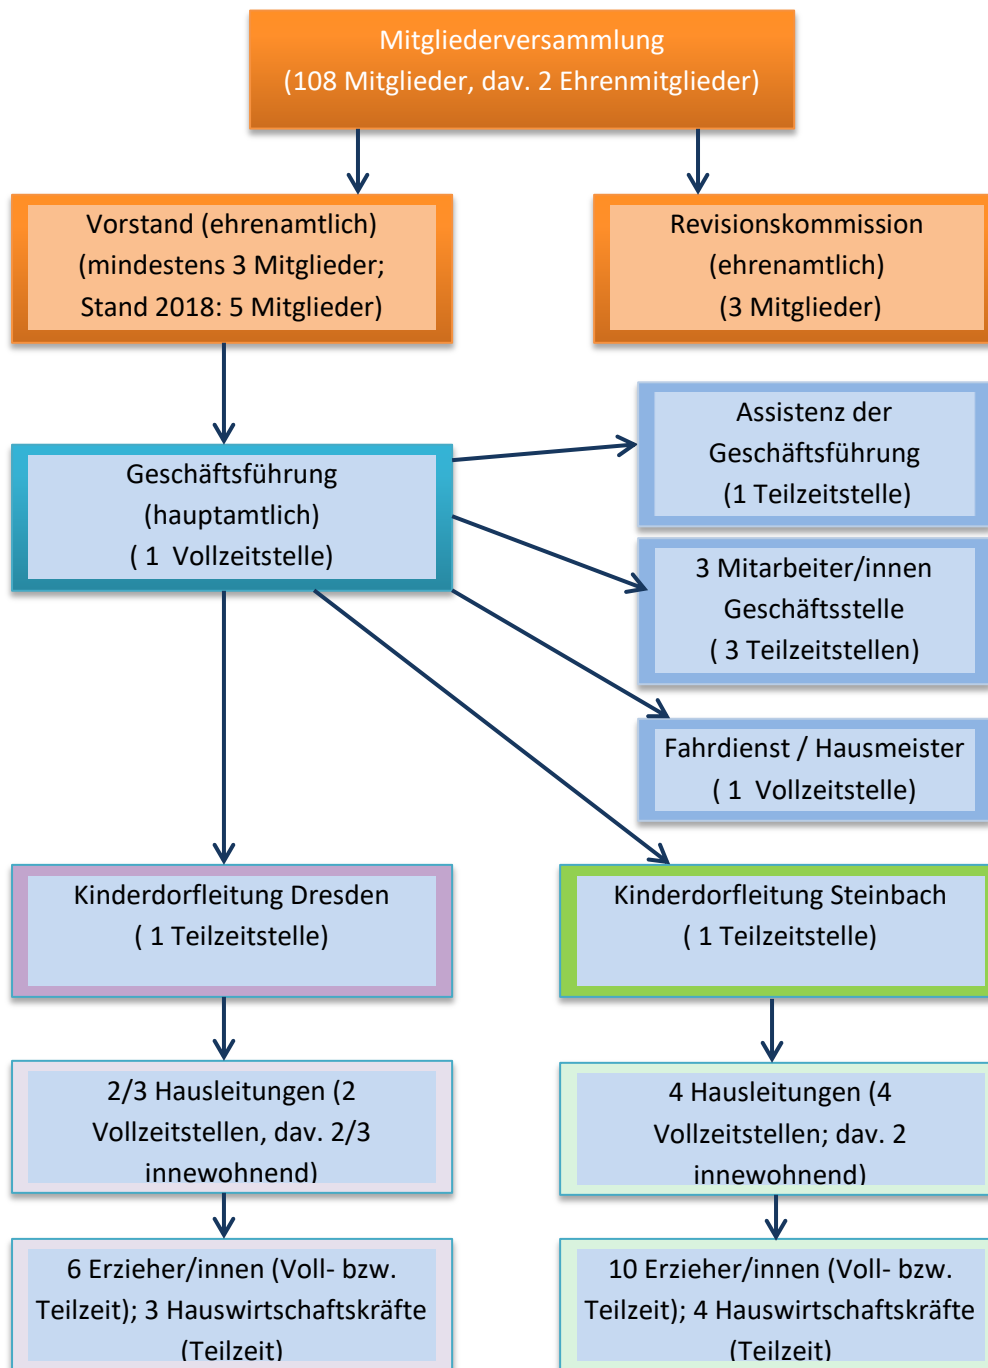 Mitgliederversammlung
(108 Mitglieder, dav. 2 Ehrenmitglieder)
Vorstand (ehrenamtlich)
(mindestens 3 Mitglieder;
Stand 2018: 5 Mitglieder)
Revisionskommission
(ehrenamtlich)
(3 Mitglieder)
Geschäftsführung
(hauptamtlich)
( 1 Vollzeitstelle)
Assistenz der
Geschäftsführung
(1 Teilzeitstelle)
3 Mitarbeiter/innen
Geschäftsstelle
( 3 Teilzeitstellen)
Fahrdienst / Hausmeister
( 1 Vollzeitstelle)
Kinderdorfleitung Dresden
( 1 Teilzeitstelle)
Kinderdorfleitung Steinbach
( 1 Teilzeitstelle)
2/3 Hausleitungen (2
Vollzeitstellen, dav. 2/3
innewohnend)
4 Hausleitungen (4
Vollzeitstellen; dav. 2
innewohnend)
6 Erzieher/innen (Voll- bzw.
Teilzeit); 3 Hauswirtschaftskräfte
(Teilzeit)
10 Erzieher/innen (Voll- bzw.
Teilzeit); 4 Hauswirtschaftskräfte
(Teilzeit)